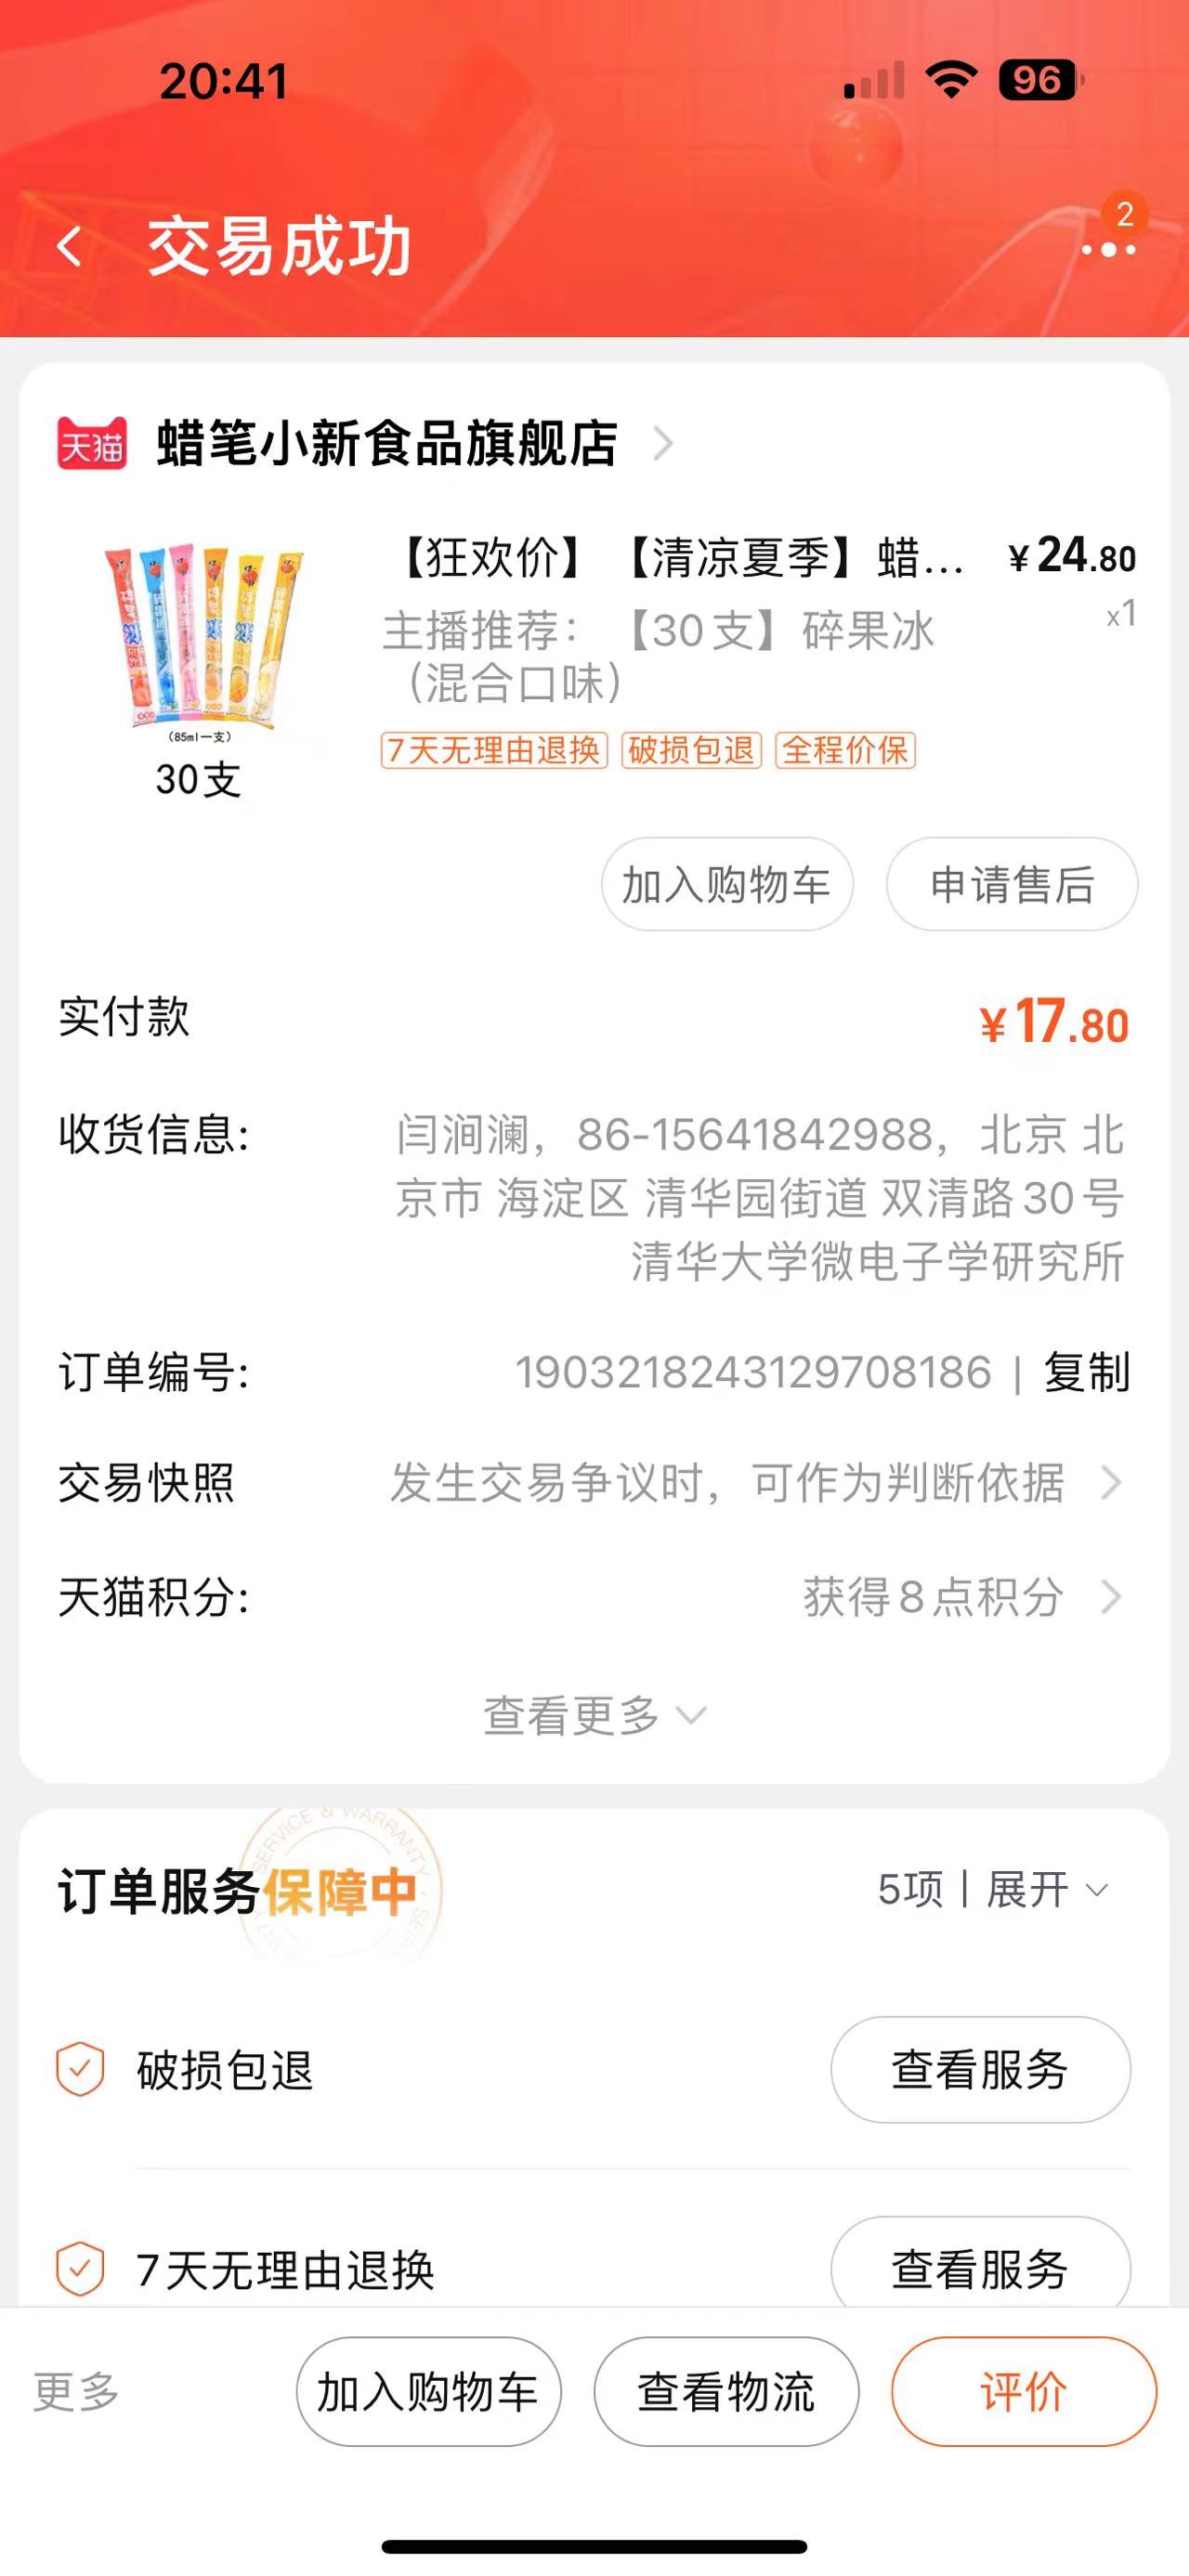 20:41
96
交易成功
2
天猫 蜡笔小新食品旗舰店
【狂欢价】【清凉夏季】蜡... ¥24.80
主播推荐：【30支】碎果冰 x1
（混合口味）
7天无理由退换 破损包退 全程价保
（85ml一支）
30支
加入购物车 申请售后
实付款 ¥17.80
收货信息: 闫涧澜，86-15641842988，北京 北
京市 海淀区 清华园街道 双清路30号
清华大学微电子学研究所
订单编号: 1903218243129708186 | 复制
交易快照 发生交易争议时，可作为判断依据
天猫积分: 获得8点积分
查看更多
SERVICE & WARRANTY
订单服务保障中 5项 | 展开
破损包退 查看服务
7天无理由退换 查看服务
更多 加入购物车 查看物流 评价